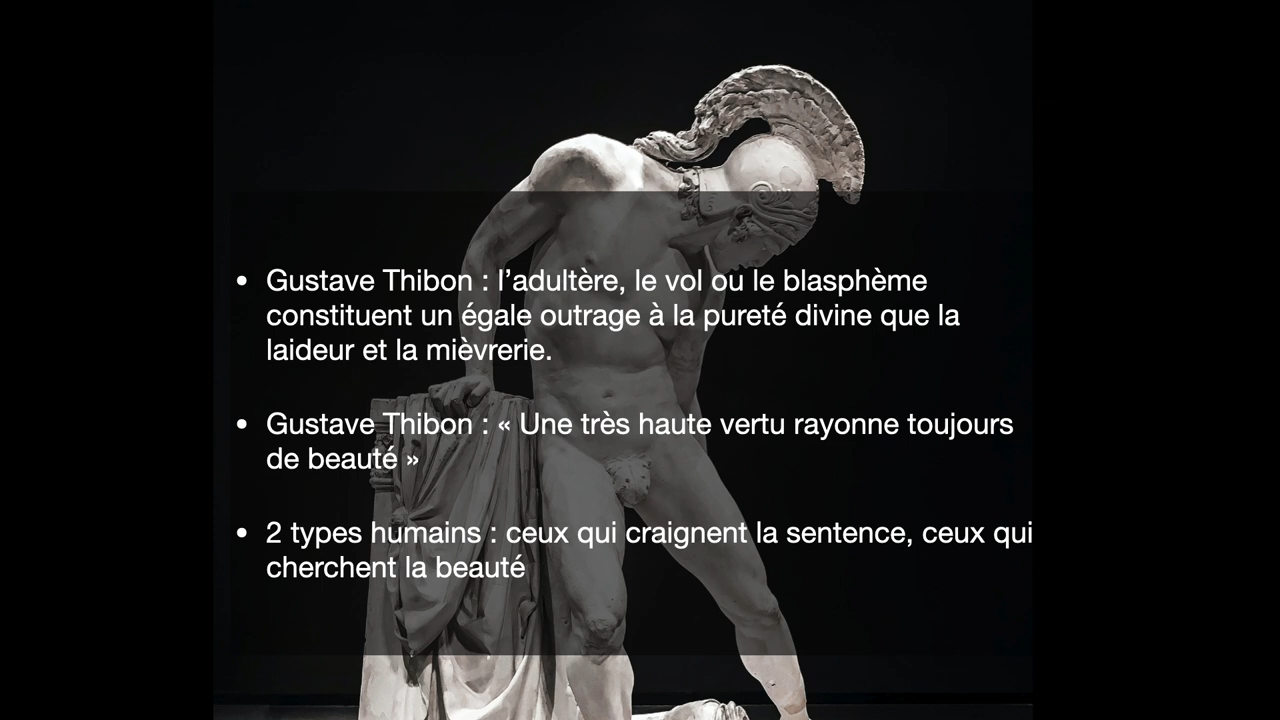 • Gustave Thibon : l’adultère, le vol ou le blasphème
constituent un égale outrage à la pureté divine que la
laideur et la mièvrerie.
• Gustave Thibon : « Une très haute vertu rayonne toujours
de beauté »
• 2 types humains : ceux qui craignent la sentence, ceux qui
cherchent la beauté